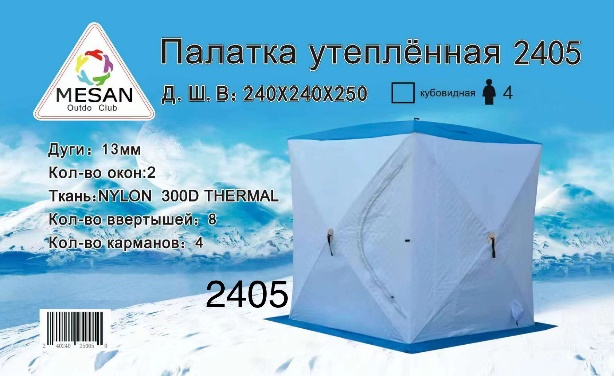 MESAN
Outdo Club
Палатка утеплённая 2405
Д. Ш. В: 240X240X250
кубовидная 4
Дуги: 13мм
Кол-во окон:2
Ткань:NYLON 300D THERMAL
Кол-во ввертышей: 8
Кол-во карманов: 4
2405